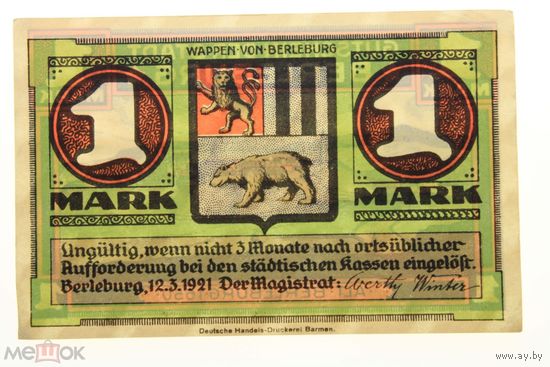 WAPPEN·VON·BERLEBURG
1 1
MARK MARK
Ungültig, wenn nicht 3 Monate nach ortsüblicher
Aufforderung bei den städtischen Kassen eingelöst.
Berleburg, 12.3.1921 Der Magistrat:
Deutsche Handels-Druckerei Barmen.
МЕШОК www.ay.by